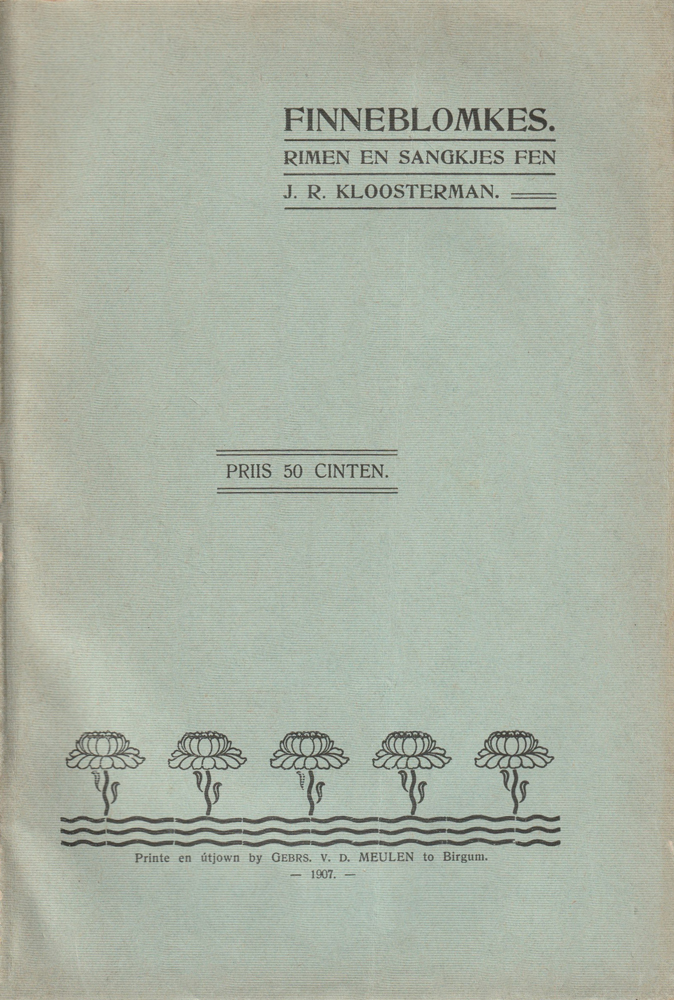 FINNEBLOMKES.
RIMEN EN SANGKJES FEN
J. R. KLOOSTERMAN.
PRIIS 50 CINTEN.
Printe en útjown by GEBRS. V. D. MEULEN to Birgum.
— 1907. —